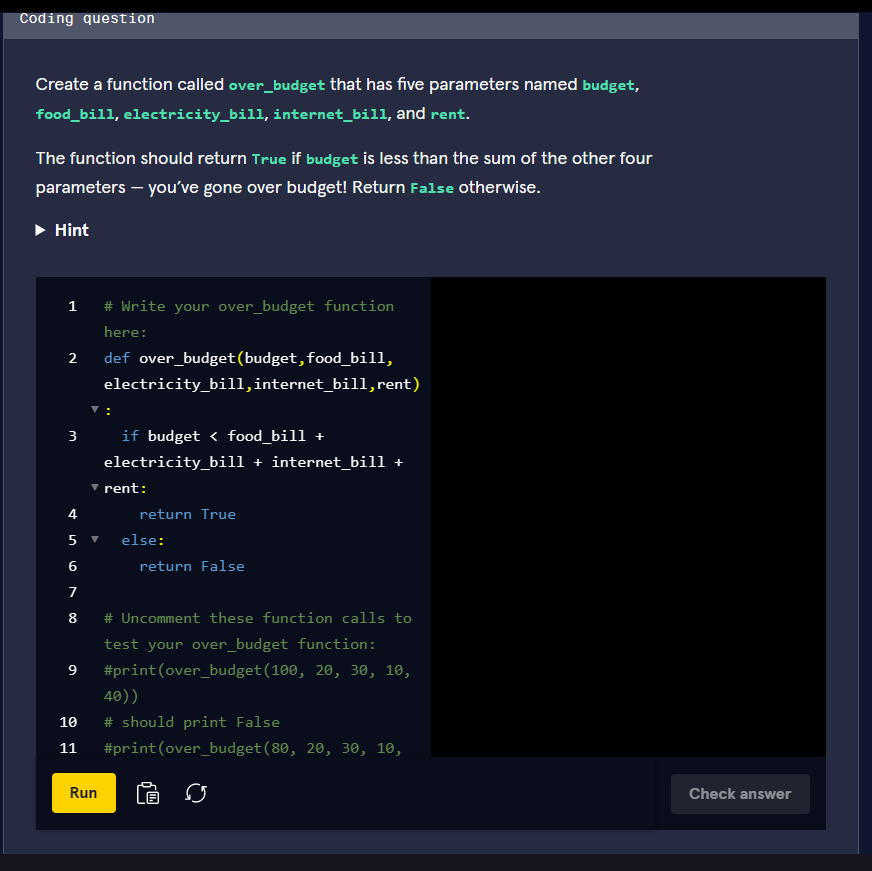 Coding question
Create a function called over_budget that has five parameters named budget,
food_bill, electricity_bill, internet_bill, and rent.
The function should return True if budget is less than the sum of the other four
parameters — you’ve gone over budget! Return False otherwise.
Hint
1 # Write your over_budget function
here:
2 def over_budget(budget,food_bill,
electricity_bill,internet_bill,rent)
:
3 if budget < food_bill +
electricity_bill + internet_bill +
rent:
4 return True
5 else:
6 return False
7
8 # Uncomment these function calls to
test your over_budget function:
9 #print(over_budget(100, 20, 30, 10,
40))
10 # should print False
11 #print(over_budget(80, 20, 30, 10,
Run
Check answer